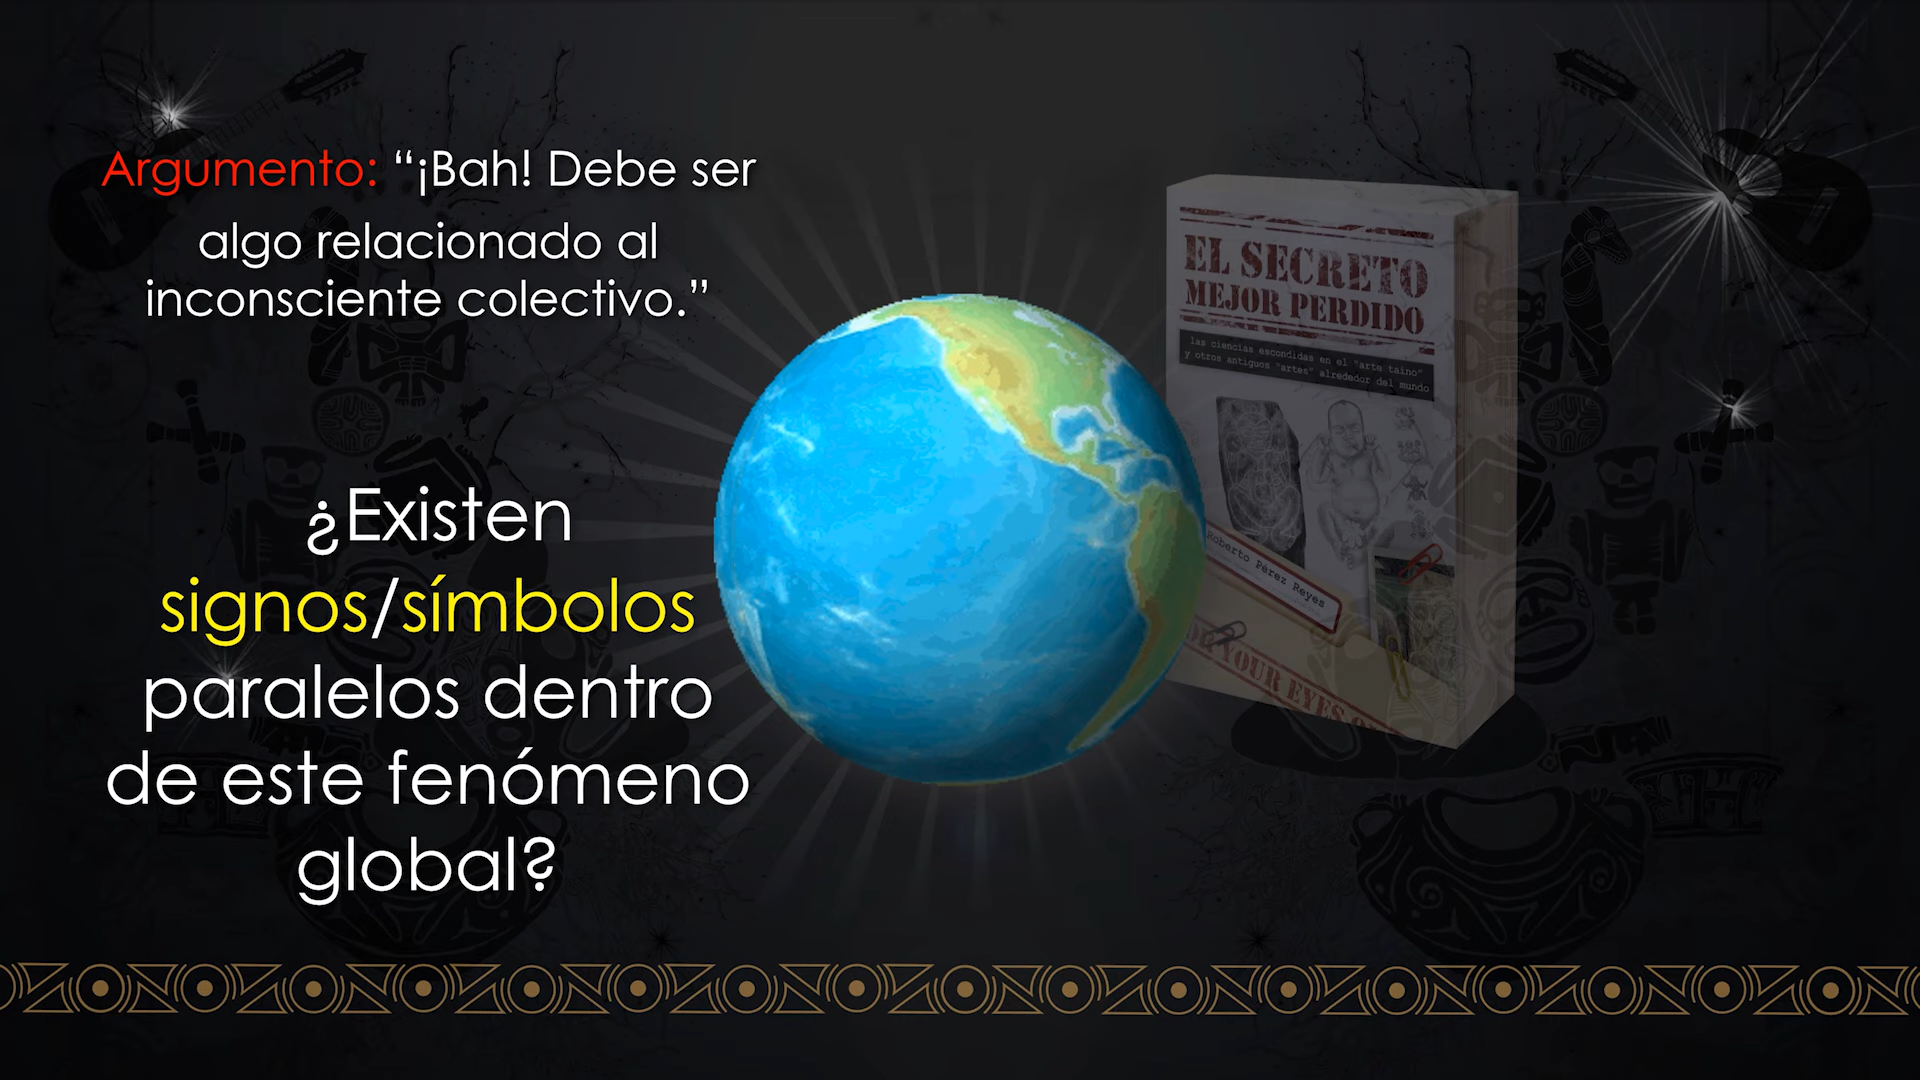 Argumento: “¡Bah! Debe ser
algo relacionado al
inconsciente colectivo.”
¿Existen
signos/símbolos
paralelos dentro
de este fenómeno
global?
EL SECRETO
MEJOR PERDIDO
las ciencias escondidas en el "arte taíno"
y otros antiguos "artes" alrededor del mundo
Roberto Pérez Reyes
YOUR EYES